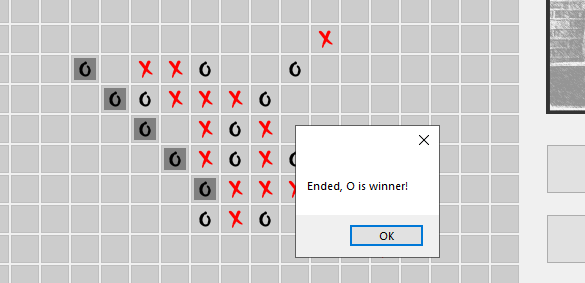 X
O X X O O
O O X X X O
O X O X
O X O X O
O X X X
O X O
Ended, O is winner!
OK